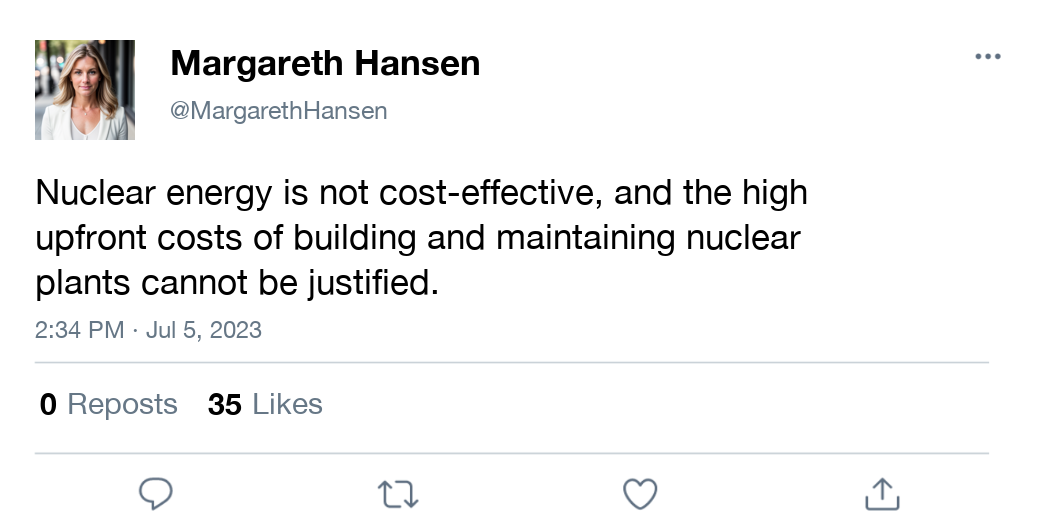 Margareth Hansen
@MargarethHansen
Nuclear energy is not cost-effective, and the high
upfront costs of building and maintaining nuclear
plants cannot be justified.
2:34 PM · Jul 5, 2023
0 Reposts 35 Likes